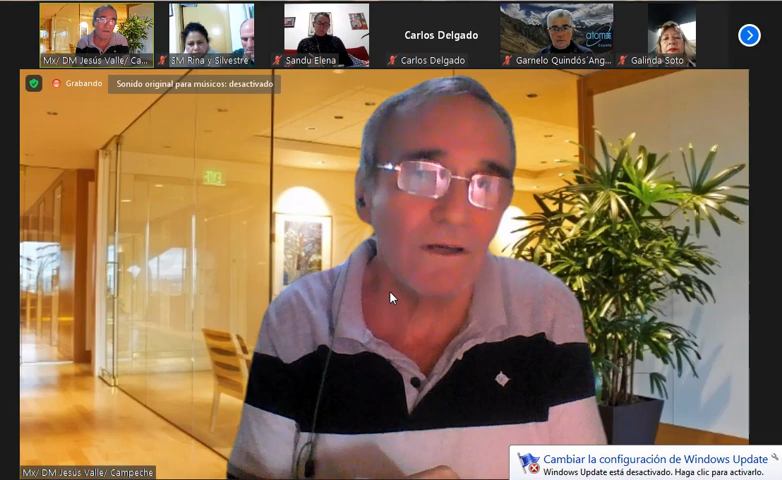 Carlos Delgado
Mx/ DM Jesús Valle/ Ca...
SM Rina y Silvestre
Sandu Elena
Carlos Delgado
Garnelo Quindós Ang...
Galinda Soto
atomic
Grabando
Sonido original para músicos: desactivado
EXIT
Mx/ DM Jesús Valle/ Campeche
Cambiar la configuración de Windows Update
Windows Update está desactivado. Haga clic para activarlo.